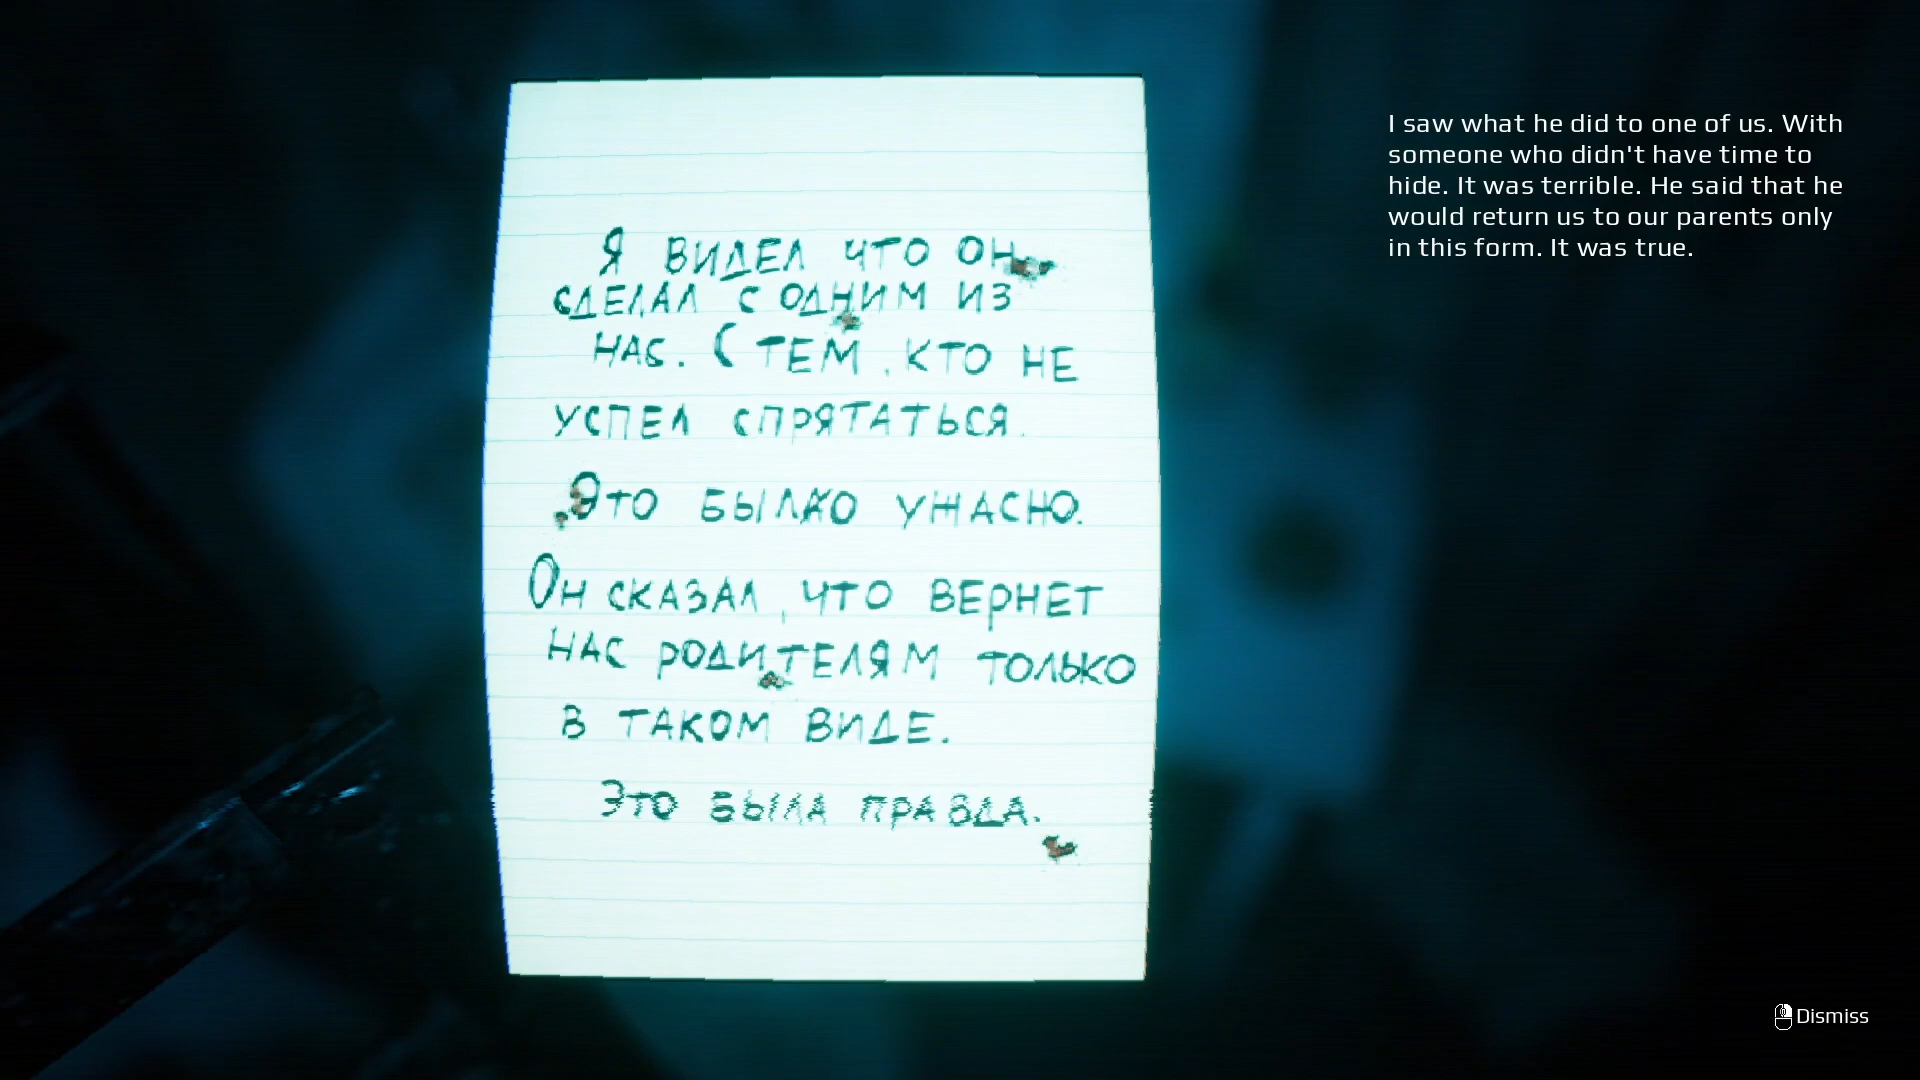 Я ВИДЕЛ ЧТО ОН
СДЕЛАЛ С ОДНИМ ИЗ
НАС. С ТЕМ, КТО НЕ
УСПЕЛ СПРЯТАТЬСЯ.
ЭТО БЫЛО УЖАСНО.
ОН СКАЗАЛ, ЧТО ВЕРНЕТ
НАС РОДИТЕЛЯМ ТОЛЬКО
В ТАКОМ ВИДЕ.
ЭТО БЫЛА ПРАВДА.
I saw what he did to one of us. With
someone who didn't have time to
hide. It was terrible. He said that he
would return us to our parents only
in this form. It was true.
Dismiss